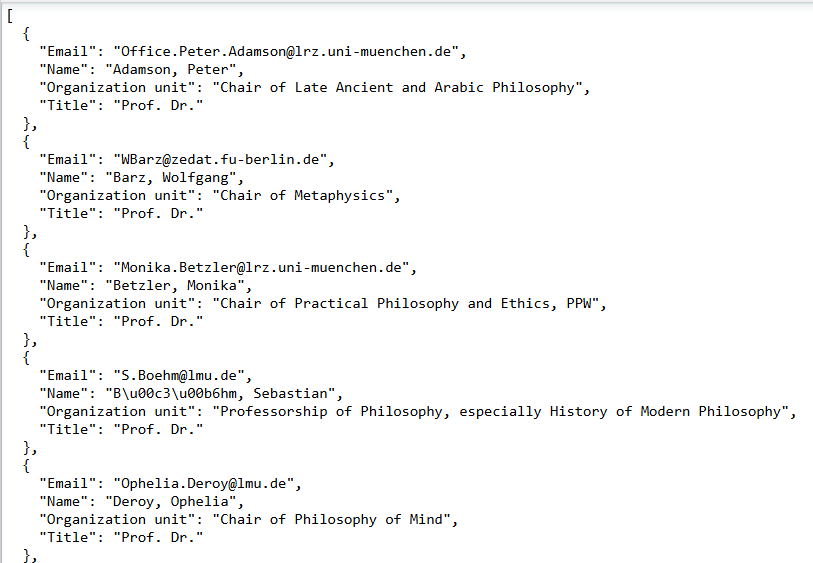 [
  {
    "Email": "Office.Peter.Adamson@lrz.uni-muenchen.de",
    "Name": "Adamson, Peter",
    "Organization unit": "Chair of Late Ancient and Arabic Philosophy",
    "Title": "Prof. Dr."
  },
  {
    "Email": "WBarz@zedat.fu-berlin.de",
    "Name": "Barz, Wolfgang",
    "Organization unit": "Chair of Metaphysics",
    "Title": "Prof. Dr."
  },
  {
    "Email": "Monika.Betzler@lrz.uni-muenchen.de",
    "Name": "Betzler, Monika",
    "Organization unit": "Chair of Practical Philosophy and Ethics, PPW",
    "Title": "Prof. Dr."
  },
  {
    "Email": "S.Boehm@lmu.de",
    "Name": "B\u00c3\u00b6hm, Sebastian",
    "Organization unit": "Professorship of Philosophy, especially History of Modern Philosophy",
    "Title": "Prof. Dr."
  },
  {
    "Email": "Ophelia.Deroy@lmu.de",
    "Name": "Deroy, Ophelia",
    "Organization unit": "Chair of Philosophy of Mind",
    "Title": "Prof. Dr."
  },